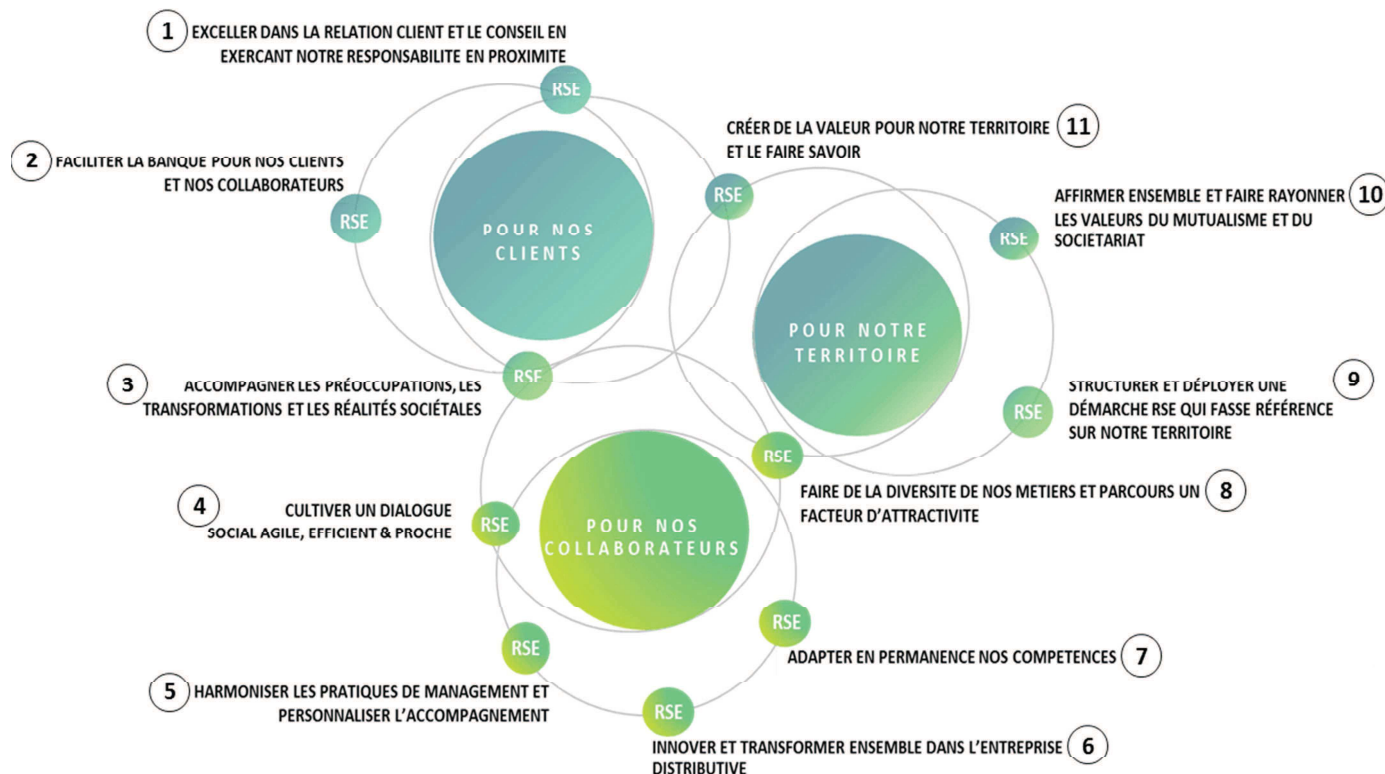 1
EXCELLER DANS LA RELATION CLIENT ET LE CONSEIL EN
EXERCANT NOTRE RESPONSABILITE EN PROXIMITE
RSE
2
FACILITER LA BANQUE POUR NOS CLIENTS
ET NOS COLLABORATEURS
RSE
POUR NOS
CLIENTS
CRÉER DE LA VALEUR POUR NOTRE TERRITOIRE
ET LE FAIRE SAVOIR
11
RSE
AFFIRMER ENSEMBLE ET FAIRE RAYONNER
LES VALEURS DU MUTUALISME ET DU
SOCIETARIAT
10
RSE
POUR NOTRE
TERRITOIRE
3
ACCOMPAGNER LES PRÉOCCUPATIONS, LES
TRANSFORMATIONS ET LES RÉALITÉS SOCIÉTALES
RSE
STRUCTURER ET DÉPLOYER UNE
DÉMARCHE RSE QUI FASSE RÉFÉRENCE
SUR NOTRE TERRITOIRE
9
RSE
RSE
FAIRE DE LA DIVERSITE DE NOS METIERS ET PARCOURS UN
FACTEUR D'ATTRACTIVITE
8
4
CULTIVER UN DIALOGUE
SOCIAL AGILE, EFFICIENT & PROCHE
RSE
POUR NOS
COLLABORATEURS
RSE
ADAPTER EN PERMANENCE NOS COMPETENCES
7
RSE
5
HARMONISER LES PRATIQUES DE MANAGEMENT ET
PERSONNALISER L'ACCOMPAGNEMENT
RSE
INNOVER ET TRANSFORMER ENSEMBLE DANS L'ENTREPRISE
DISTRIBUTIVE
6